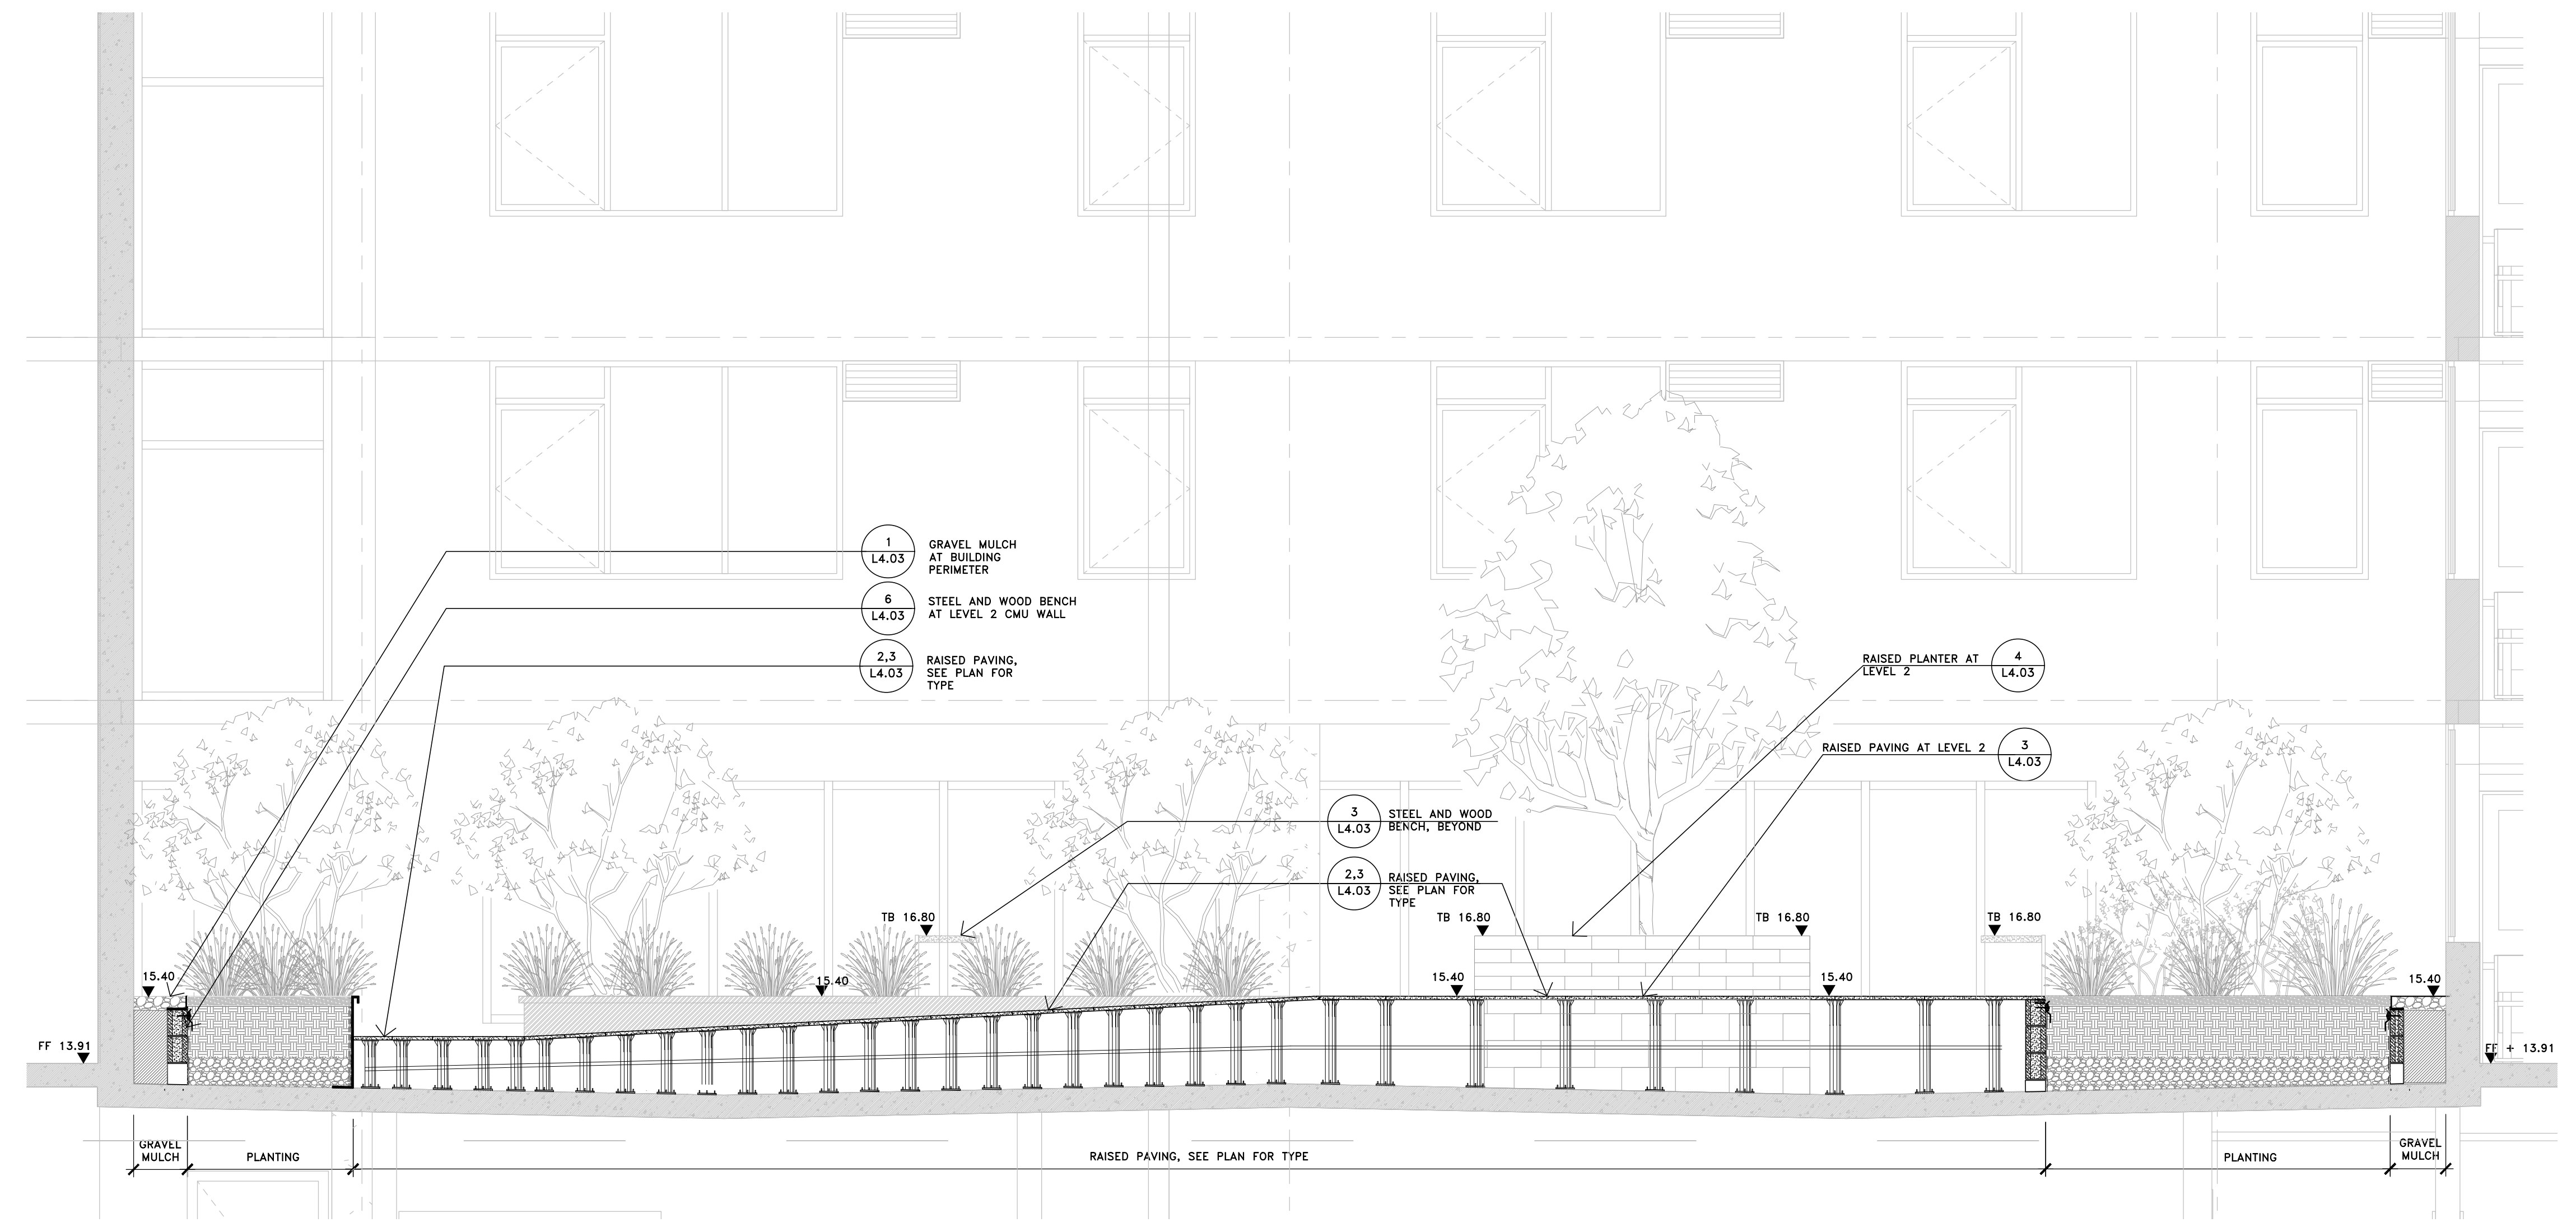 1
L4.03
GRAVEL MULCH
AT BUILDING
PERIMETER
6
L4.03
STEEL AND WOOD BENCH
AT LEVEL 2 CMU WALL
2,3
L4.03
RAISED PAVING,
SEE PLAN FOR
TYPE
RAISED PLANTER AT
LEVEL 2
4
L4.03
RAISED PAVING AT LEVEL 2
3
L4.03
3
L4.03
STEEL AND WOOD
BENCH, BEYOND
2,3
L4.03
RAISED PAVING,
SEE PLAN FOR
TYPE
TB 16.80
TB 16.80
TB 16.80
TB 16.80
15.40
15.40
15.40
15.40
15.40
FF 13.91
FF + 13.91
GRAVEL
MULCH
PLANTING
RAISED PAVING, SEE PLAN FOR TYPE
PLANTING
GRAVEL
MULCH